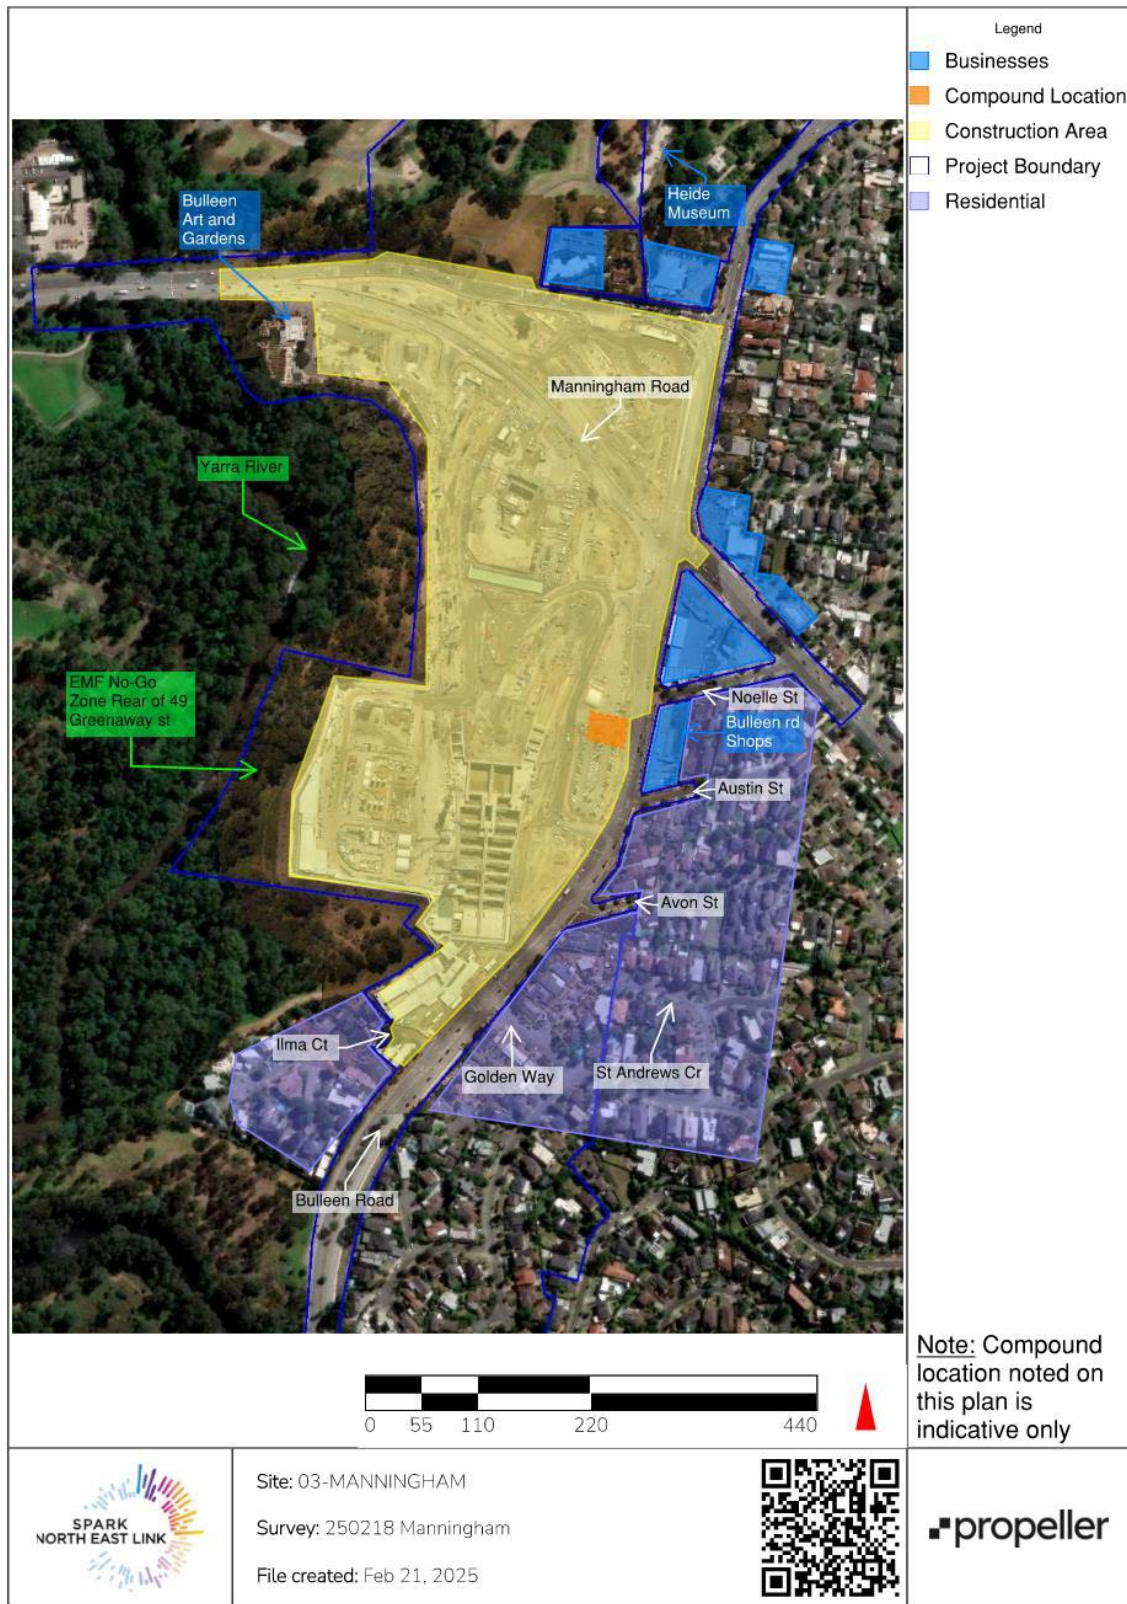 Legend
Businesses
Compound Location
Construction Area
Project Boundary
Residential
Bulleen
Art and
Gardens
Heide
Museum
Manningham Road
Yarra River
EMF No-Go
Zone Rear of 49
Greenaway st
Noelle St
Bulleen rd
Shops
Austin St
Avon St
Ilma Ct
Golden Way
St Andrews Cr
Bulleen Road
Note: Compound
location noted on
this plan is
indicative only
0 55 110 220 440
SPARK
NORTH EAST LINK
Site: 03-MANNINGHAM
Survey: 250218 Manningham
File created: Feb 21, 2025
propeller